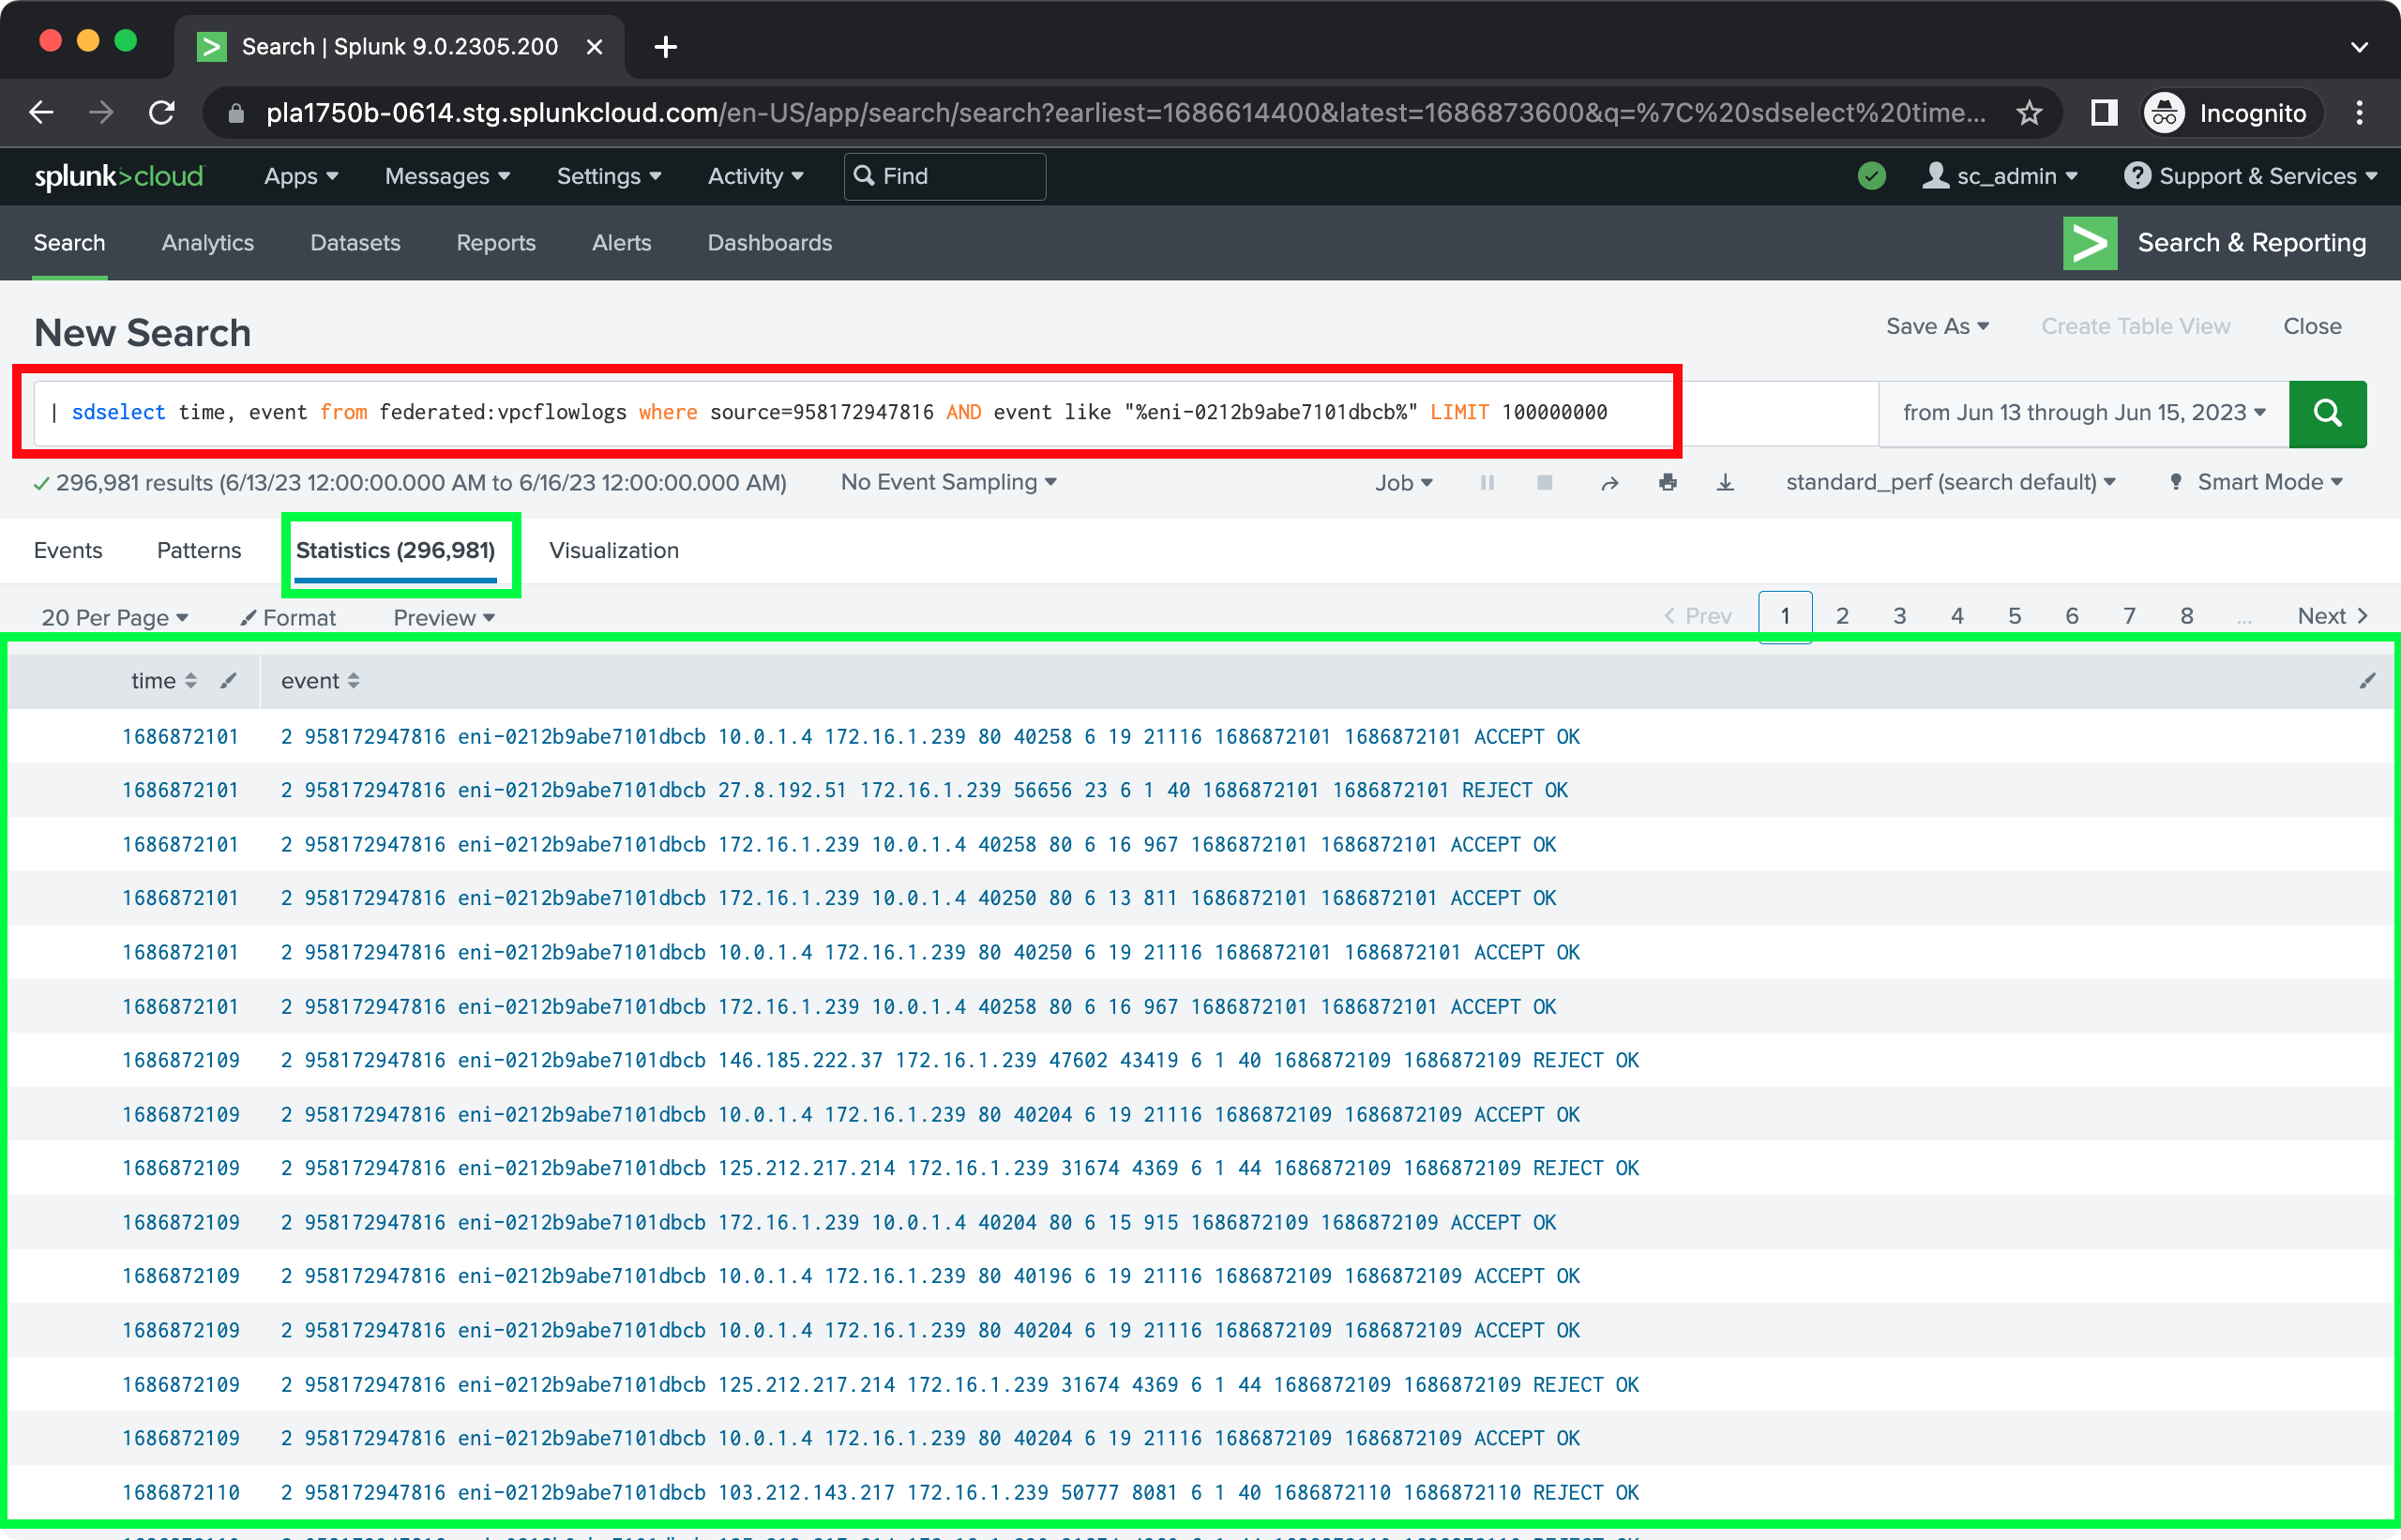 Search | Splunk 9.0.2305.200
pla1750b-0614.stg.splunkcloud.com/en-US/app/search/search?earliest=1686614400&latest=1686873600&q=%7C%20sdselect%20time... Incognito
splunk>cloud Apps Messages Settings Activity Find sc_admin Support & Services
Search Analytics Datasets Reports Alerts Dashboards Search & Reporting
New Search Save As Create Table View Close
| sdselect time, event from federated:vpcflowlogs where source=958172947816 AND event like "%eni-0212b9abe7101dbcb%" LIMIT 100000000 from Jun 13 through Jun 15, 2023
296,981 results (6/13/23 12:00:00.000 AM to 6/16/23 12:00:00.000 AM) No Event Sampling Job standard_perf (search default) Smart Mode
Events Patterns Statistics (296,981) Visualization
20 Per Page Format Preview Prev 1 2 3 4 5 6 7 8 ... Next
time event
1686872101 2 958172947816 eni-0212b9abe7101dbcb 10.0.1.4 172.16.1.239 80 40258 6 19 21116 1686872101 1686872101 ACCEPT OK
1686872101 2 958172947816 eni-0212b9abe7101dbcb 27.8.192.51 172.16.1.239 56656 23 6 1 40 1686872101 1686872101 REJECT OK
1686872101 2 958172947816 eni-0212b9abe7101dbcb 172.16.1.239 10.0.1.4 40258 80 6 16 967 1686872101 1686872101 ACCEPT OK
1686872101 2 958172947816 eni-0212b9abe7101dbcb 172.16.1.239 10.0.1.4 40250 80 6 13 811 1686872101 1686872101 ACCEPT OK
1686872101 2 958172947816 eni-0212b9abe7101dbcb 10.0.1.4 172.16.1.239 80 40250 6 19 21116 1686872101 1686872101 ACCEPT OK
1686872101 2 958172947816 eni-0212b9abe7101dbcb 172.16.1.239 10.0.1.4 40258 80 6 16 967 1686872101 1686872101 ACCEPT OK
1686872109 2 958172947816 eni-0212b9abe7101dbcb 146.185.222.37 172.16.1.239 47602 43419 6 1 40 1686872109 1686872109 REJECT OK
1686872109 2 958172947816 eni-0212b9abe7101dbcb 10.0.1.4 172.16.1.239 80 40204 6 19 21116 1686872109 1686872109 ACCEPT OK
1686872109 2 958172947816 eni-0212b9abe7101dbcb 125.212.217.214 172.16.1.239 31674 4369 6 1 44 1686872109 1686872109 REJECT OK
1686872109 2 958172947816 eni-0212b9abe7101dbcb 172.16.1.239 10.0.1.4 40204 80 6 15 915 1686872109 1686872109 ACCEPT OK
1686872109 2 958172947816 eni-0212b9abe7101dbcb 10.0.1.4 172.16.1.239 80 40196 6 19 21116 1686872109 1686872109 ACCEPT OK
1686872109 2 958172947816 eni-0212b9abe7101dbcb 10.0.1.4 172.16.1.239 80 40204 6 19 21116 1686872109 1686872109 ACCEPT OK
1686872109 2 958172947816 eni-0212b9abe7101dbcb 125.212.217.214 172.16.1.239 31674 4369 6 1 44 1686872109 1686872109 REJECT OK
1686872109 2 958172947816 eni-0212b9abe7101dbcb 10.0.1.4 172.16.1.239 80 40204 6 19 21116 1686872109 1686872109 ACCEPT OK
1686872110 2 958172947816 eni-0212b9abe7101dbcb 103.212.143.217 172.16.1.239 50777 8081 6 1 40 1686872110 1686872110 REJECT OK